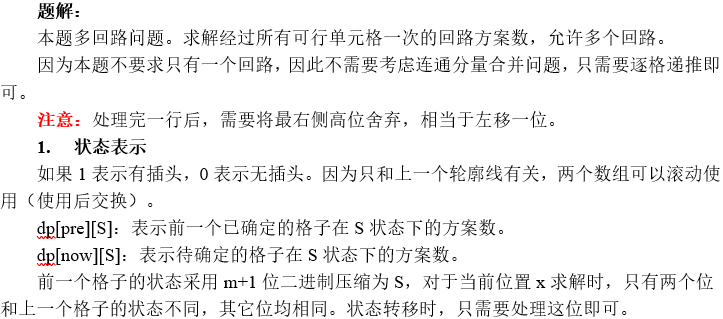 题解：
本题多回路问题。求解经过所有可行单元格一次的回路方案数，允许多个回路。
因为本题不要求只有一个回路，因此不需要考虑连通分量合并问题，只需要逐格递推即
可。
注意：处理完一行后，需要将最右侧高位舍弃，相当于左移一位。
1. 状态表示
如果 1 表示有插头，0 表示无插头。因为只和上一个轮廓线有关，两个数组可以滚动使
用（使用后交换）。
dp[pre][S]：表示前一个已确定的格子在 S 状态下的方案数。
dp[now][S]：表示待确定的格子在 S 状态下的方案数。
前一个格子的状态采用 m+1 位二进制压缩为 S，对于当前位置 x 求解时，只有两个位
和上一个格子的状态不同，其它位均相同。状态转移时，只需要处理这位即可。